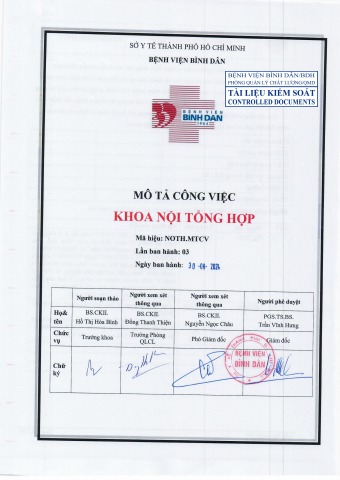 SỞ Y TẾ THÀNH PHỐ HỒ CHÍ MINH
BỆNH VIỆN BÌNH DÂN
BỆNH VIỆN BÌNH DÂN/BDH
PHÒNG QUẢN LÝ CHẤT LƯỢNG/QMD
TÀI LIỆU KIỂM SOÁT
CONTROLLED DOCUMENTS
BỆNH VIỆN
BÌNH DÂN
1954
MÔ TẢ CÔNG VIỆC
KHOA NỘI TỔNG HỢP
Mã hiệu: NOTH.MTCV
Lần ban hành: 03
Ngày ban hành: 30 -08- 2024
Người soạn thảo
Người xem xét thông qua
Người xem xét thông qua
Người phê duyệt
Họ& tên
BS.CKII. Hồ Thị Hòa Bình
BS.CKII. Đồng Thanh Thiện
BS.CKII. Nguyễn Ngọc Châu
PGS.TS.BS. Trần Vĩnh Hưng
Chức vụ
Trưởng khoa
Trưởng Phòng QLCL
Phó Giám đốc
Giám đốc
Chữ ký
BỆNH VIỆN
BÌNH DÂN